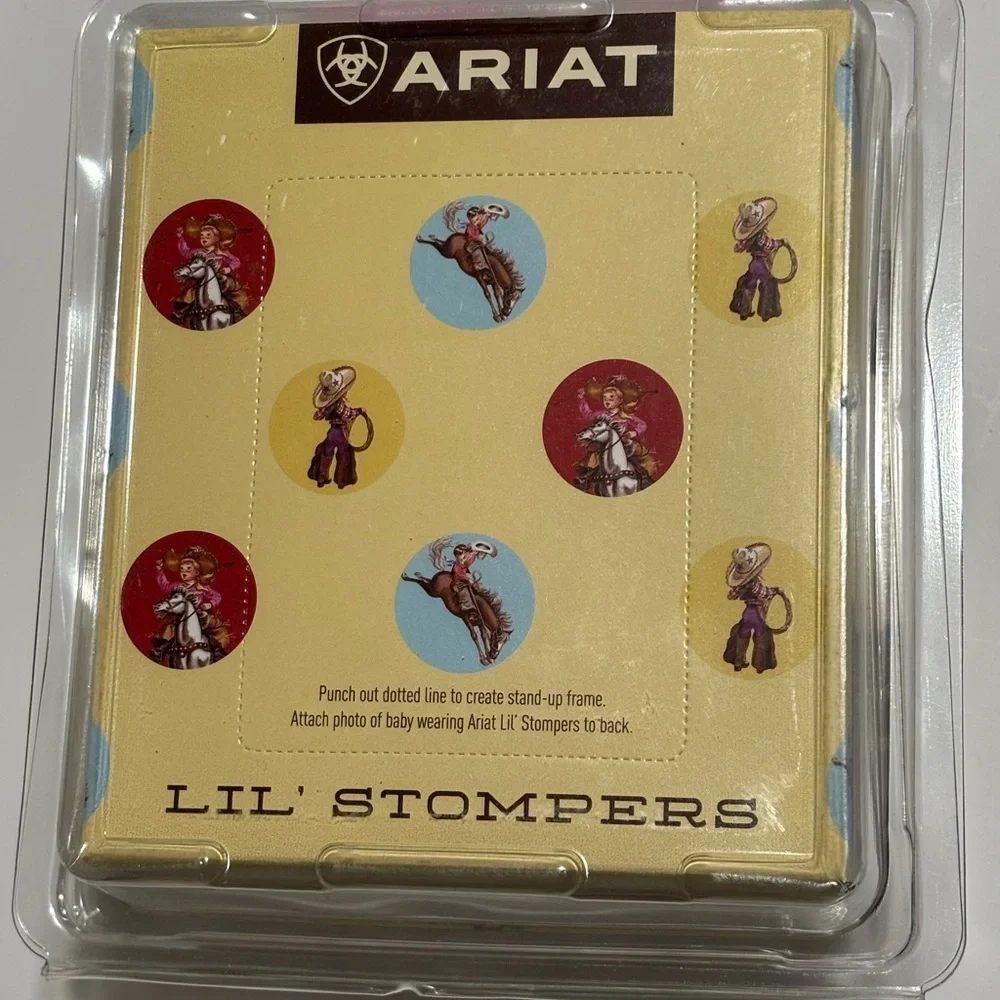 ARIAT
Punch out dotted line to create stand-up frame.
Attach photo of baby wearing Ariat Lil' Stompers to back.
LIL' STOMPERS